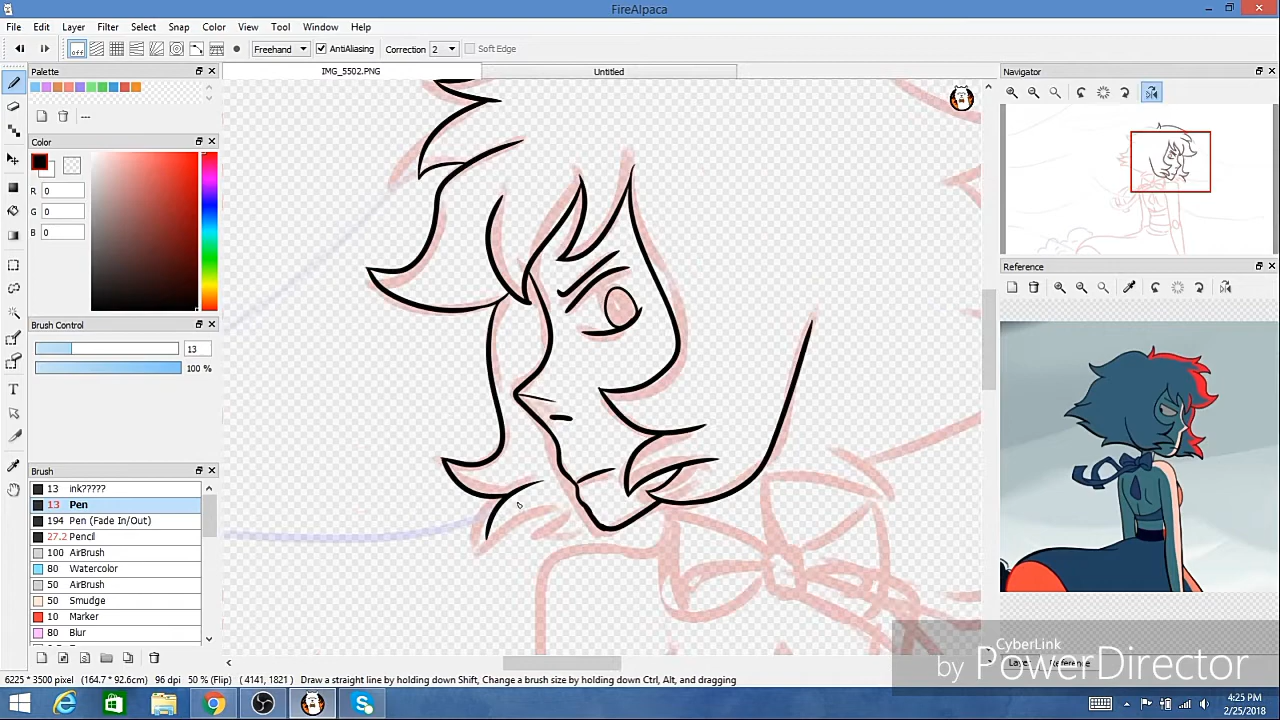 FireAlpaca
File Edit Layer Filter Select Snap Color View Tool Window Help
off Freehand AntiAliasing Correction 2 Soft Edge
Palette
IMG_5502.PNG Untitled
Navigator
---
Color
R 0
G 0
B 0
Reference
Brush Control
13
100 %
Brush
13 ink?????
13 Pen
194 Pen (Fade In/Out)
27.2 Pencil
100 AirBrush
80 Watercolor
50 AirBrush
50 Smudge
10 Marker
80 Blur
CyberLink
by PowerDirector
Reference
6225 * 3500 pixel (164.7 * 92.6cm) 96 dpi 50 % (Flip) ( 4141, 1821 ) Draw a straight line by holding down Shift, Change a brush size by holding down Ctrl, Alt, and dragging
4:25 PM
2/25/2018